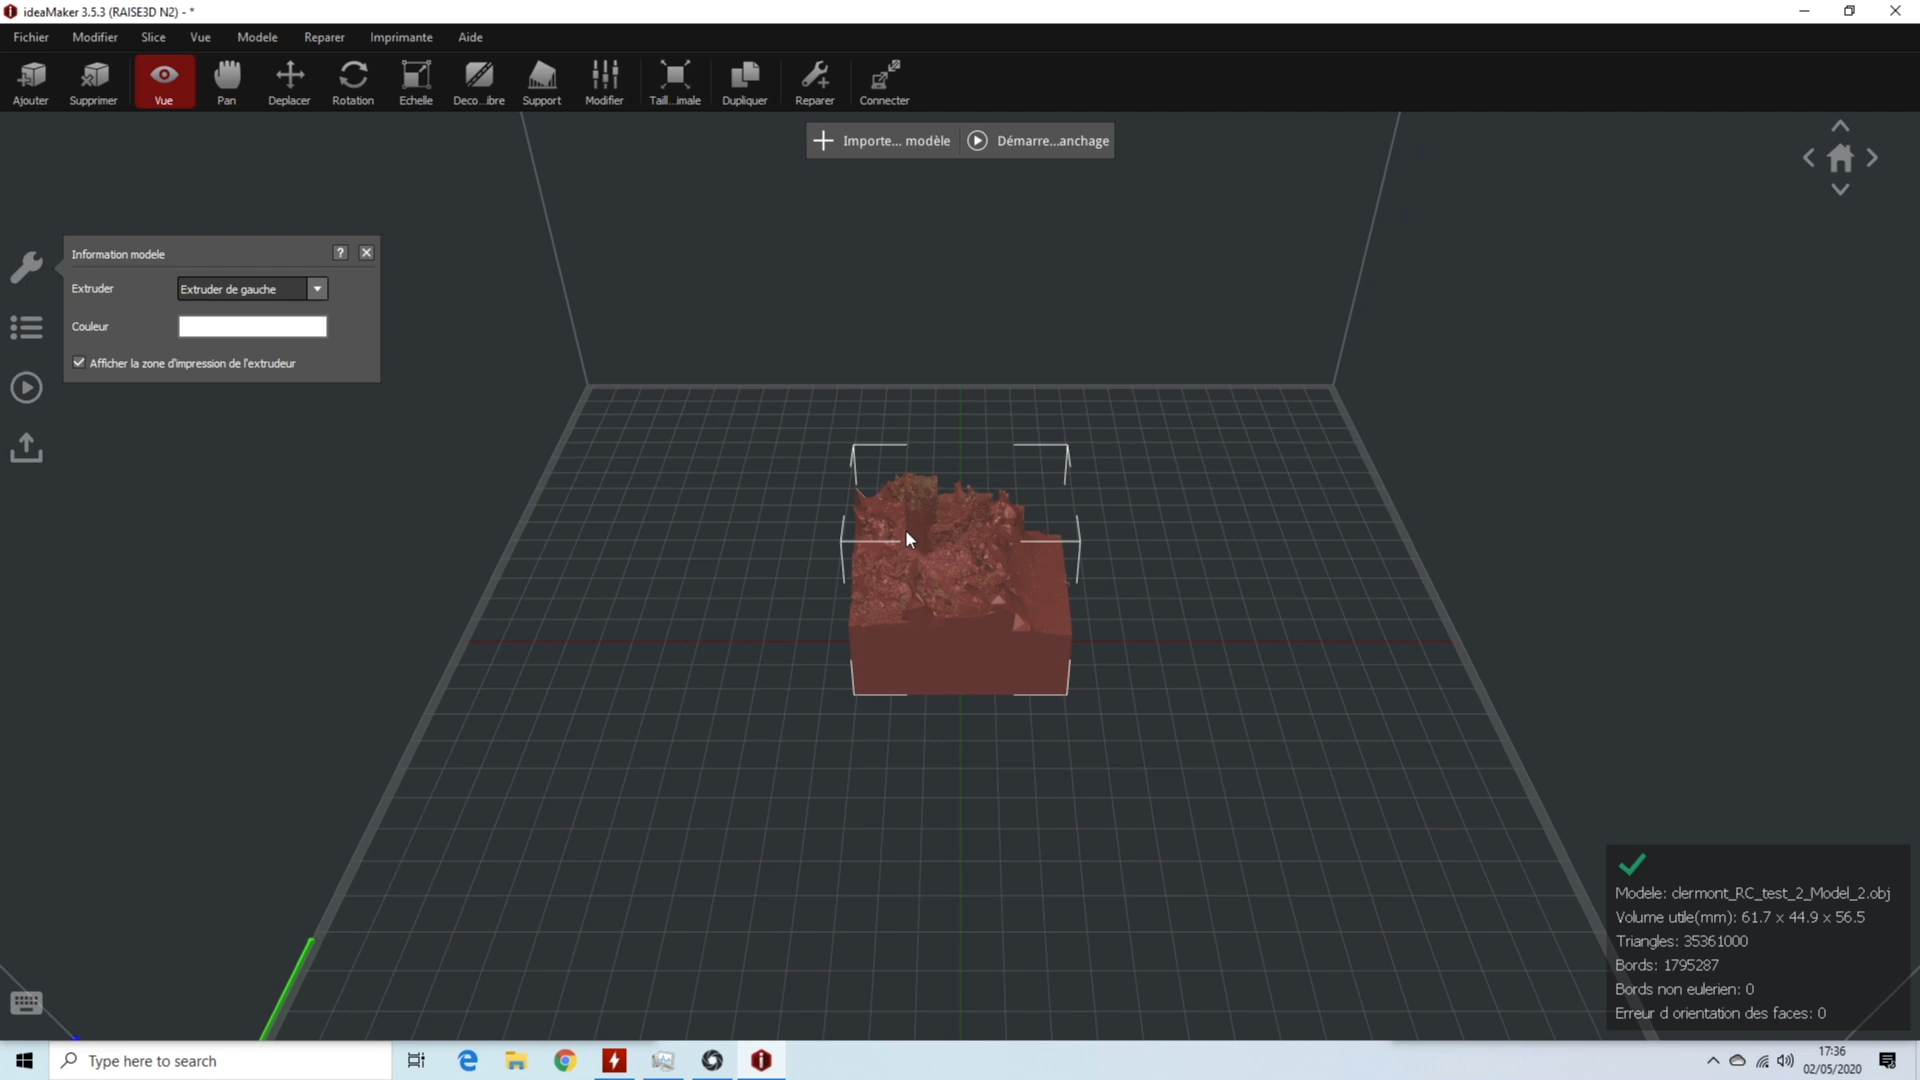 ideaMaker 3.5.3 (RAISE3D N2) - *
Fichier Modifier Slice Vue Modele Reparer Imprimante Aide
Ajouter Supprimer Vue Pan Deplacer Rotation Echelle Deco...ibre Support Modifier Taill...imale Dupliquer Reparer Connecter
Importe... modèle Démarre...anchage
Information modele ?
Extruder Extruder de gauche
Couleur
Afficher la zone d'impression de l'extrudeur
Modele: clermont_RC_test_2_Model_2.obj
Volume utile(mm): 61.7 x 44.9 x 56.5
Triangles: 35361000
Bords: 1795287
Bords non eulerien: 0
Erreur d orientation des faces: 0
Type here to search
17:36
02/05/2020